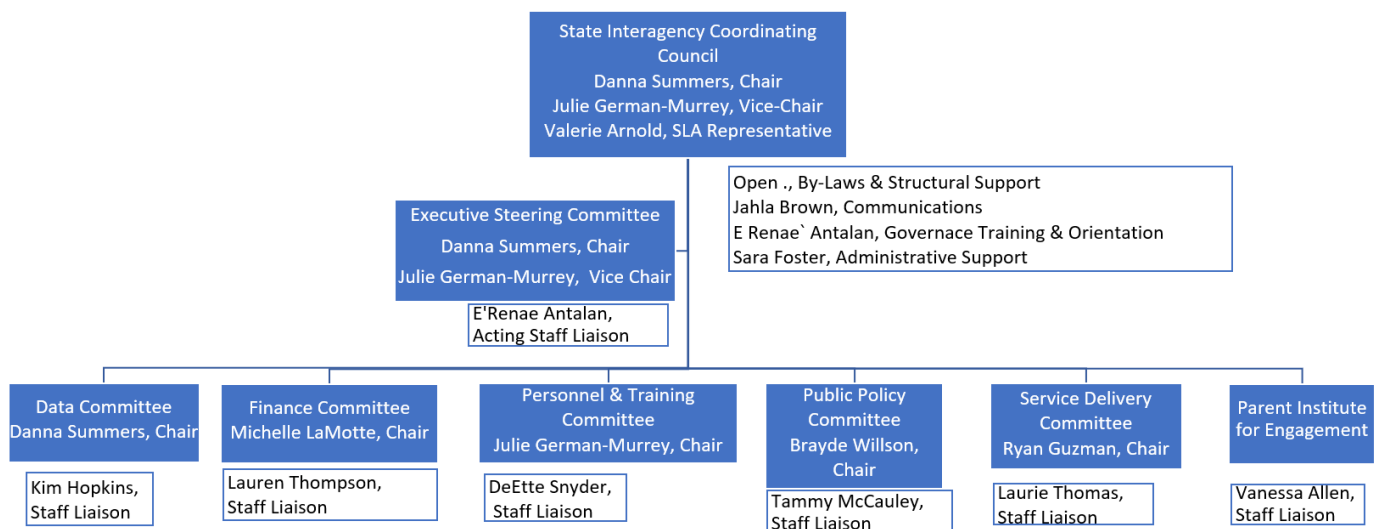 State Interagency Coordinating
Council
Danna Summers, Chair
Julie German-Murrey, Vice-Chair
Valerie Arnold, SLA Representative
Open ., By-Laws & Structural Support
Jahla Brown, Communications
E Renae` Antalan, Governace Training & Orientation
Sara Foster, Administrative Support
Executive Steering Committee
Danna Summers, Chair
Julie German-Murrey, Vice Chair
E'Renae Antalan,
Acting Staff Liaison
Data Committee
Danna Summers, Chair
Kim Hopkins,
Staff Liaison
Finance Committee
Michelle LaMotte, Chair
Lauren Thompson,
Staff Liaison
Personnel & Training
Committee
Julie German-Murrey, Chair
DeEtte Snyder,
Staff Liaison
Public Policy
Committee
Brayde Willson,
Chair
Tammy McCauley,
Staff Liaison
Service Delivery
Committee
Ryan Guzman, Chair
Laurie Thomas,
Staff Liaison
Parent Institute
for Engagement
Vanessa Allen,
Staff Liaison